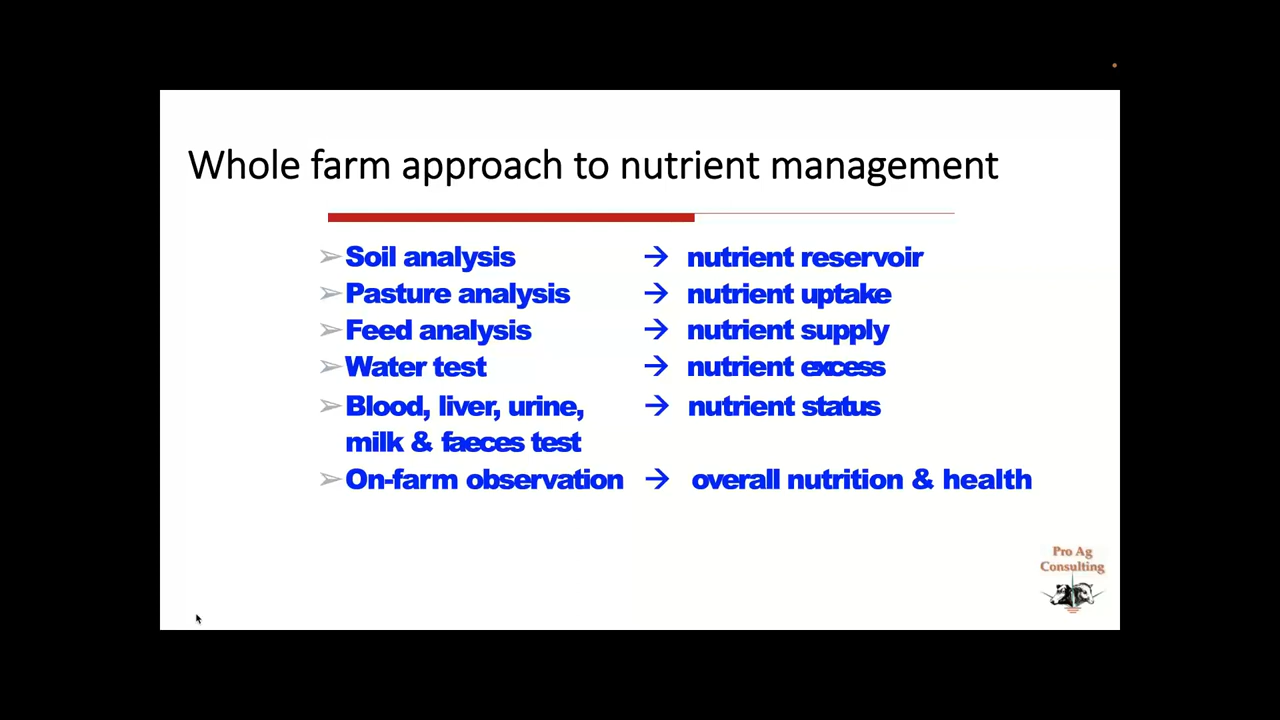 Whole farm approach to nutrient management
➢ Soil analysis → nutrient reservoir
➢ Pasture analysis → nutrient uptake
➢ Feed analysis → nutrient supply
➢ Water test → nutrient excess
➢ Blood, liver, urine, → nutrient status
milk & faeces test
➢ On-farm observation → overall nutrition & health
Pro Ag
Consulting